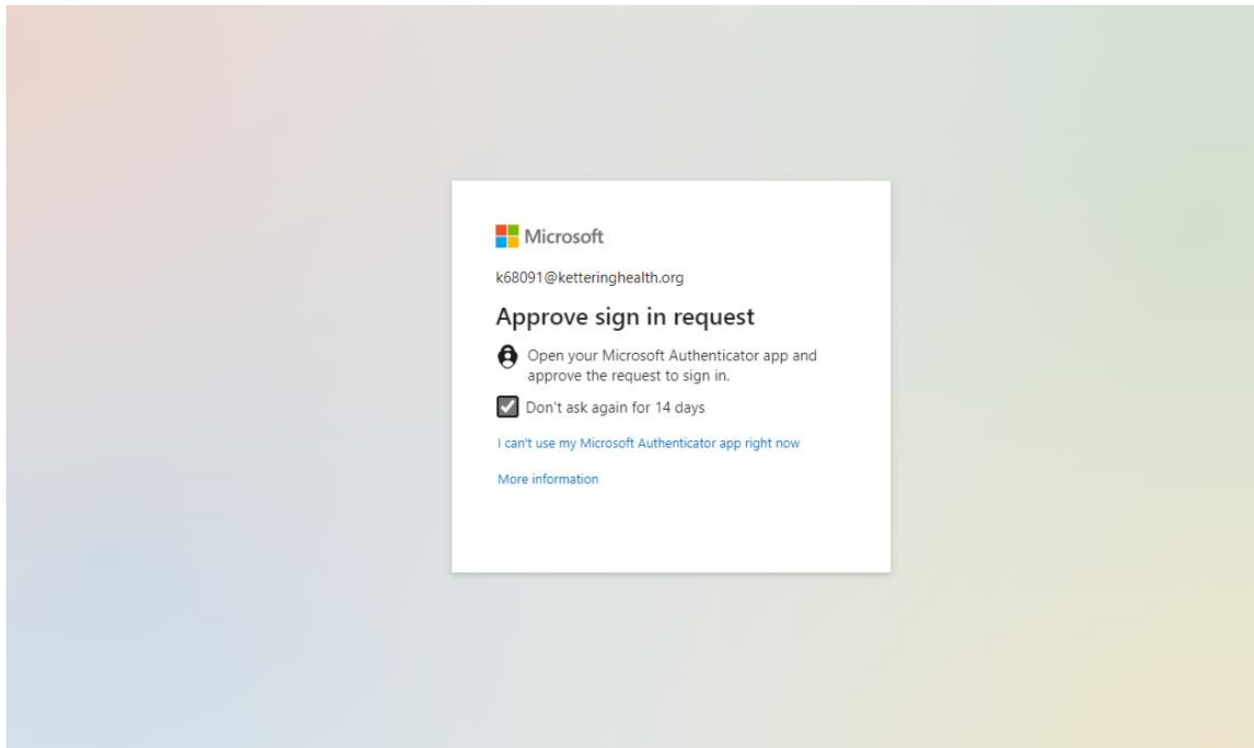 Microsoft
k68091@ketteringhealth.org
Approve sign in request
Open your Microsoft Authenticator app and
approve the request to sign in.
Don't ask again for 14 days
I can't use my Microsoft Authenticator app right now
More information